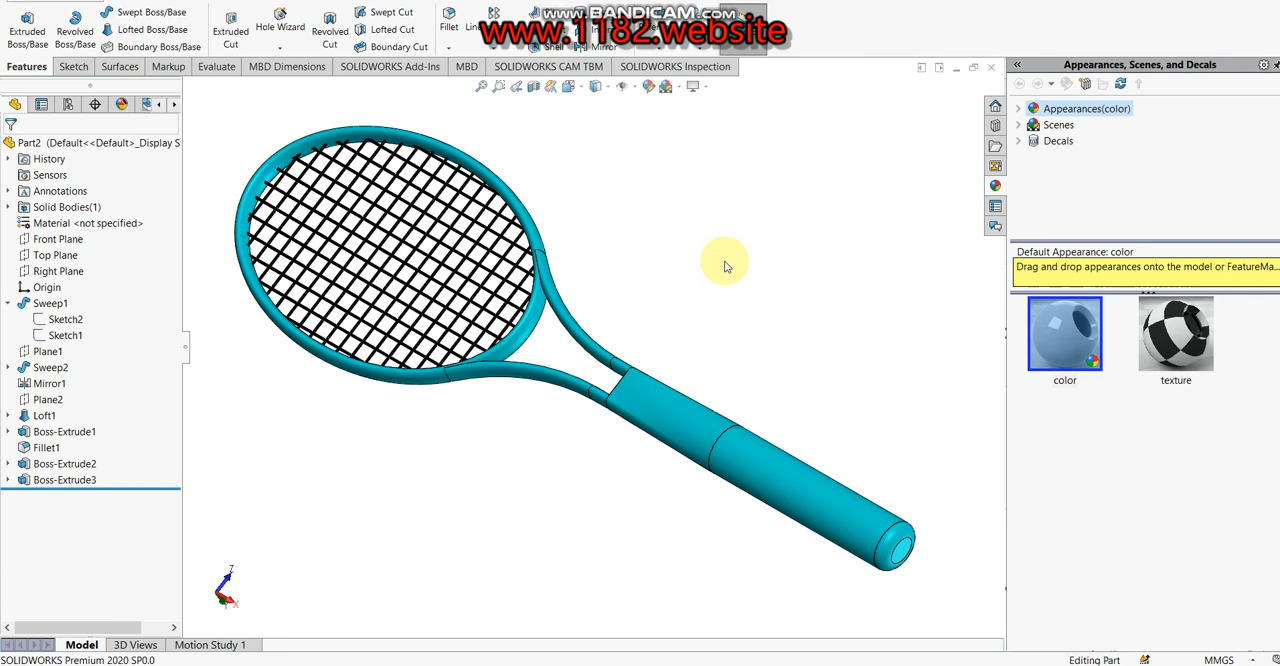 Extruded Boss/Base
Revolved Boss/Base
Swept Boss/Base
Lofted Boss/Base
Boundary Boss/Base
Extruded Cut
Hole Wizard
Revolved Cut
Swept Cut
Lofted Cut
Boundary Cut
Fillet
Shell
Mirror
www.BANDICAM.com
www.1182.website
Features
Sketch
Surfaces
Markup
Evaluate
MBD Dimensions
SOLIDWORKS Add-Ins
MBD
SOLIDWORKS CAM TBM
SOLIDWORKS Inspection
Part2 (Default<<Default>_Display S
History
Sensors
Annotations
Solid Bodies(1)
Material <not specified>
Front Plane
Top Plane
Right Plane
Origin
Sweep1
Sketch2
Sketch1
Plane1
Sweep2
Mirror1
Plane2
Loft1
Boss-Extrude1
Fillet1
Boss-Extrude2
Boss-Extrude3
Z
X
Appearances, Scenes, and Decals
Appearances(color)
Scenes
Decals
Default Appearance: color
Drag and drop appearances onto the model or FeatureMa...
color
texture
Model
3D Views
Motion Study 1
SOLIDWORKS Premium 2020 SP0.0
Editing Part
MMGS